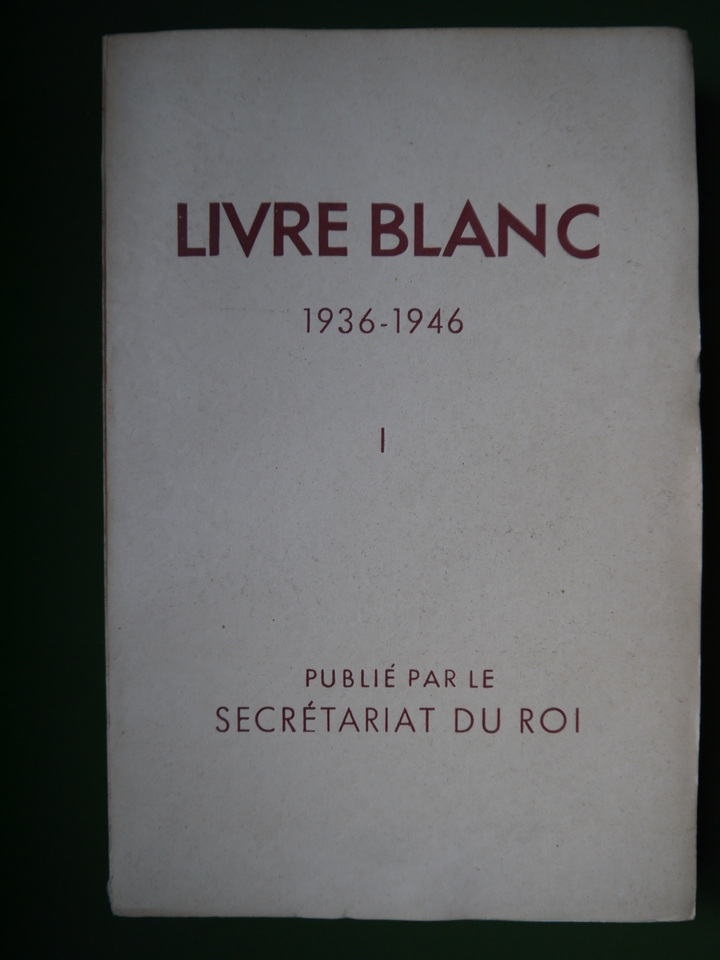 LIVRE BLANC
1936-1946
I
PUBLIÉ PAR LE
SECRÉTARIAT DU ROI